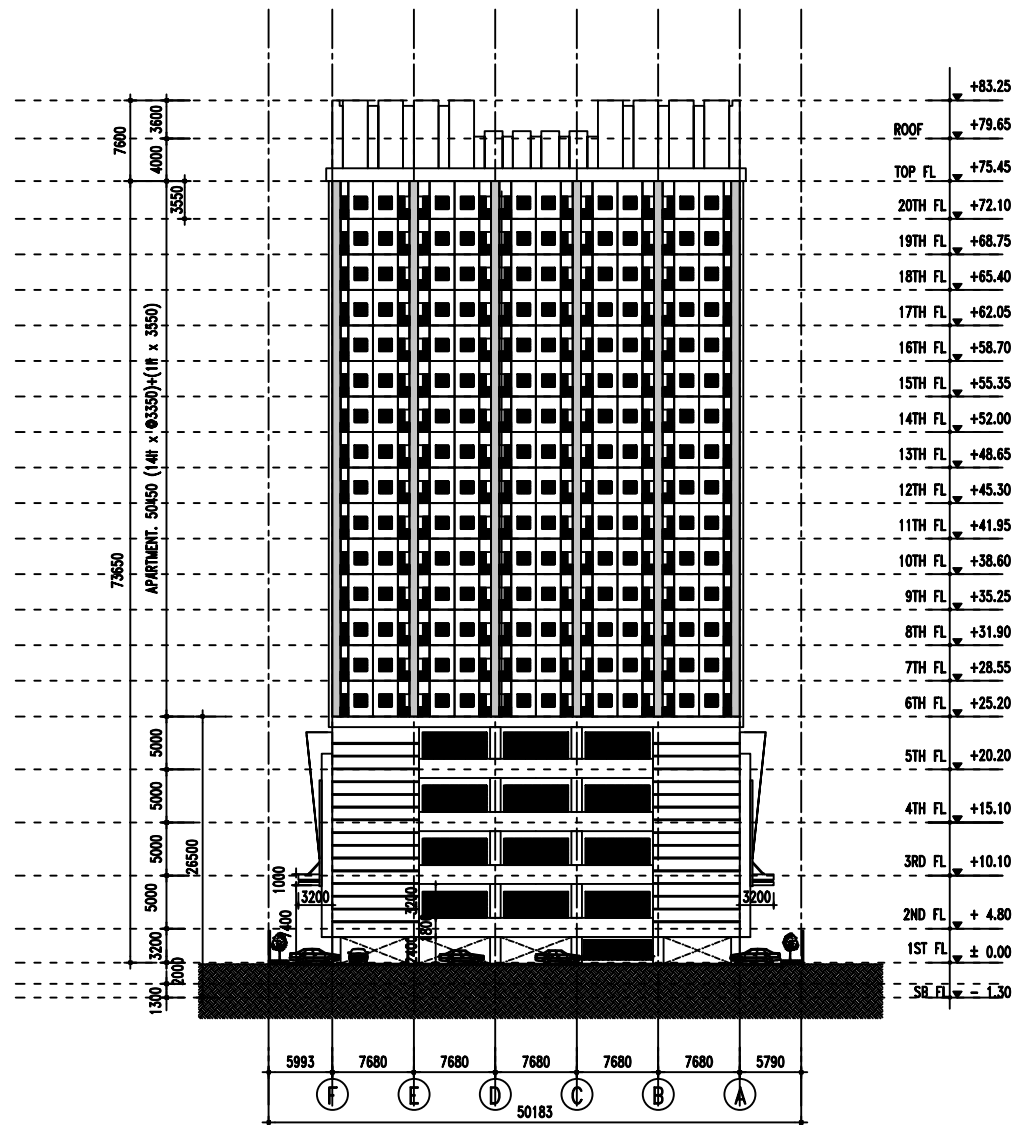 +83.25
ROOF +79.65
TOP FL +75.45
20TH FL +72.10
19TH FL +68.75
18TH FL +65.40
17TH FL +62.05
16TH FL +58.70
15TH FL +55.35
14TH FL +52.00
13TH FL +48.65
12TH FL +45.30
11TH FL +41.95
10TH FL +38.60
9TH FL +35.25
8TH FL +31.90
7TH FL +28.55
6TH FL +25.20
5TH FL +20.20
4TH FL +15.10
3RD FL +10.10
2ND FL + 4.80
1ST FL ± 0.00
SB FL - 1.30
7600
3600
4000
3550
73650
APARTMENT. 50450 (14lt x @3350)+(1lt x 3550)
5000
5000
5000
5000
26500
3200
2000
1300
1000
3200
7400
3200
2400
3200
5993 7680 7680 7680 7680 7680 5790
F E D C B A
50183